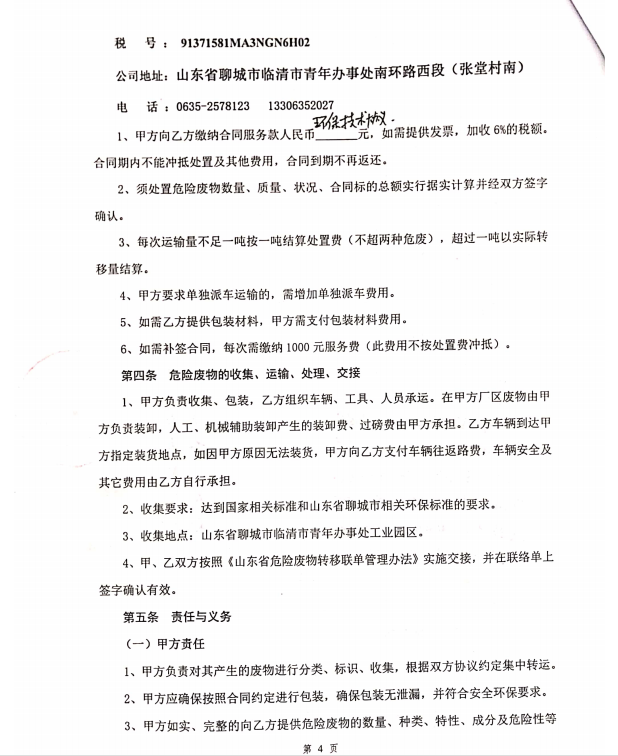 税 号：91371581MA3NGN6H02
公司地址：山东省聊城市临清市青年办事处南环路西段（张堂村南）
电 话：0635-2578123 13306352027
环保技术
1、甲方向乙方缴纳合同服务款人民币______元，如需提供发票，加收 6%的税额。
合同期内不能冲抵处置及其他费用，合同到期不再返还。
2、须处置危险废物数量、质量、状况、合同标的总额实行据实计算并经双方签字
确认。
3、每次运输量不足一吨按一吨结算处置费（不超两种危废），超过一吨以实际转
移量结算。
4、甲方要求单独派车运输的，需增加单独派车费用。
5、如需乙方提供包装材料，甲方需支付包装材料费用。
6、如需补签合同，每次需缴纳 1000 元服务费（此费用不按处置费冲抵）。
第四条 危险废物的收集、运输、处理、交接
1、甲方负责收集、包装，乙方组织车辆、工具、人员承运。在甲方厂区废物由甲
方负责装卸，人工、机械辅助装卸产生的装卸费、过磅费由甲方承担。乙方车辆到达甲
方指定装货地点，如因甲方原因无法装货，甲方向乙方支付车辆往返路费，车辆安全及
其它费用由乙方自行承担。
2、收集要求：达到国家相关标准和山东省聊城市相关环保标准的要求。
3、收集地点：山东省聊城市临清市青年办事处工业园区。
4、甲、乙双方按照《山东省危险废物转移联单管理办法》实施交接，并在联络单上
签字确认有效。
第五条 责任与义务
（一）甲方责任
1、甲方负责对其产生的废物进行分类、标识、收集，根据双方协议约定集中转运。
2、甲方应确保按照合同约定进行包装，确保包装无泄漏，并符合安全环保要求。
3、甲方如实、完整的向乙方提供危险废物的数量、种类、特性、成分及危险性等
第 4 页